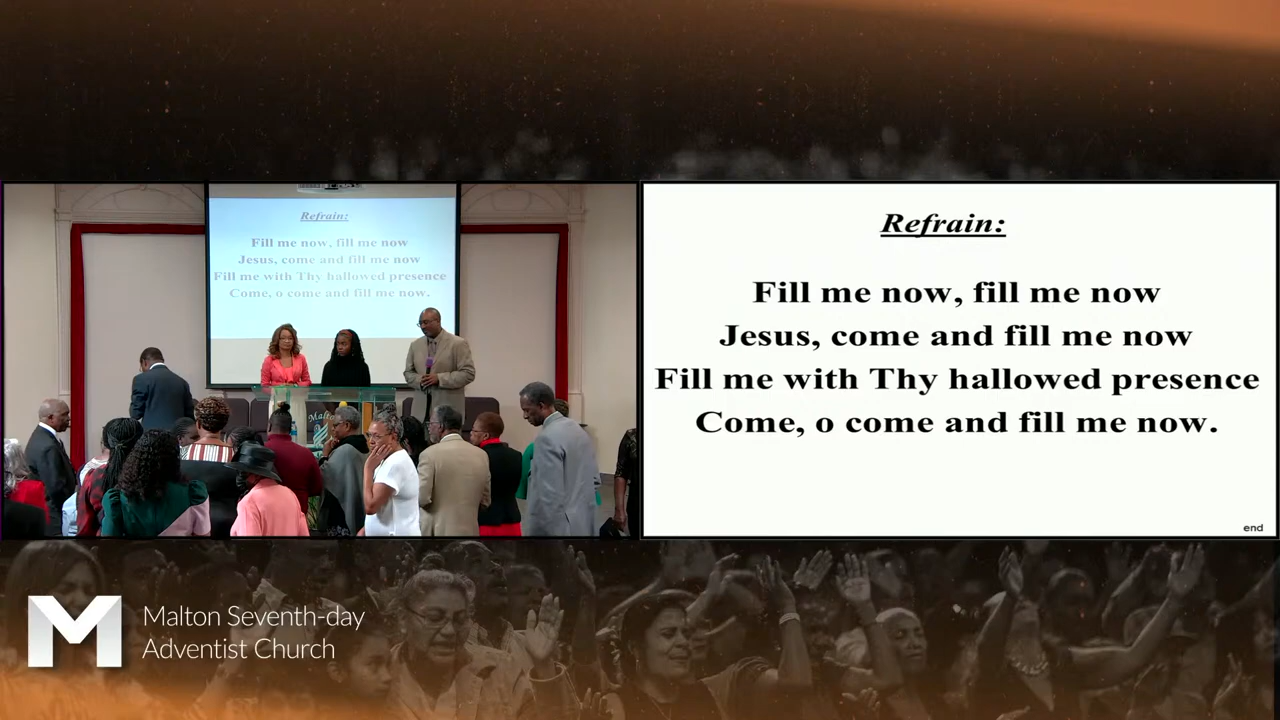 Refrain:
Fill me now, fill me now
Jesus, come and fill me now
Fill me with Thy hallowed presence
Come, o come and fill me now.
Malton
Refrain:
Fill me now, fill me now
Jesus, come and fill me now
Fill me with Thy hallowed presence
Come, o come and fill me now.
end
M
Malton Seventh-day
Adventist Church